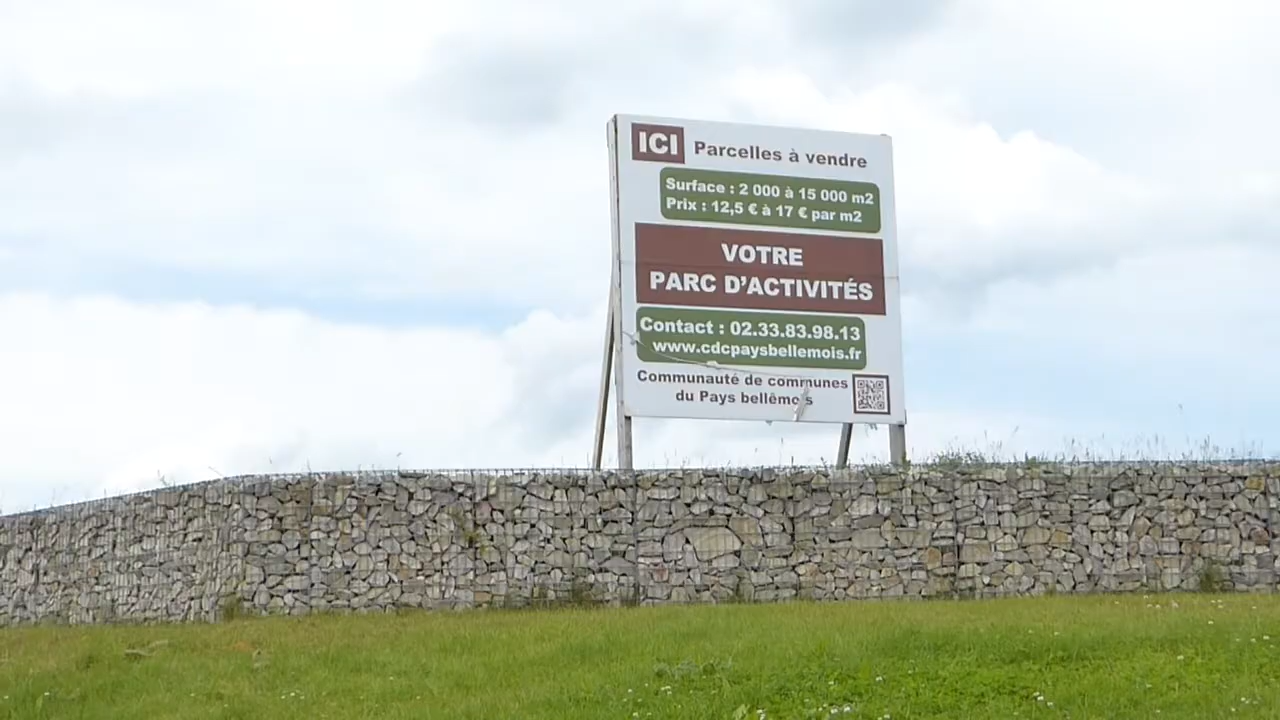 ICI Parcelles à vendre
Surface : 2 000 à 15 000 m2
Prix : 12,5 € à 17 € par m2
VOTRE
PARC D'ACTIVITÉS
Contact : 02.33.83.98.13
www.cdcpaysbellemois.fr
Communauté de communes
du Pays bellêmois